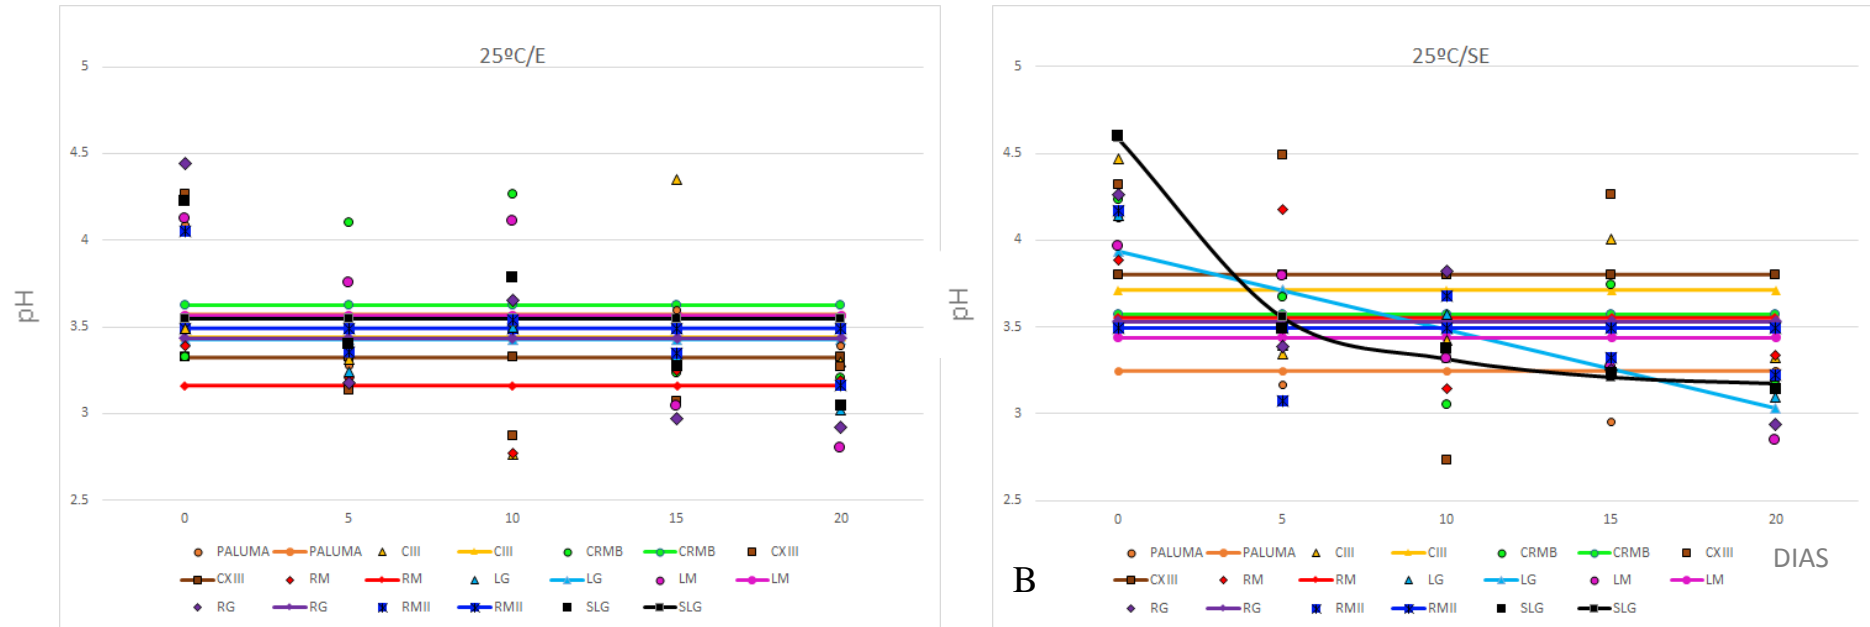 25ºC/E
pH
5
4.5
4
3.5
3
2.5
0 5 10 15 20
PALUMA PALUMA CIII CIII CRMB CRMB CXIII
CXIII RM RM LG LG LM LM
RG RG RMII RMII SLG SLG
25ºC/SE
pH
5
4.5
4
3.5
3
2.5
0 5 10 15 20
PALUMA PALUMA CIII CIII CRMB CRMB CXIII
DIAS
CXIII RM RM LG LG LM LM
B
RG RG RMII RMII SLG SLG